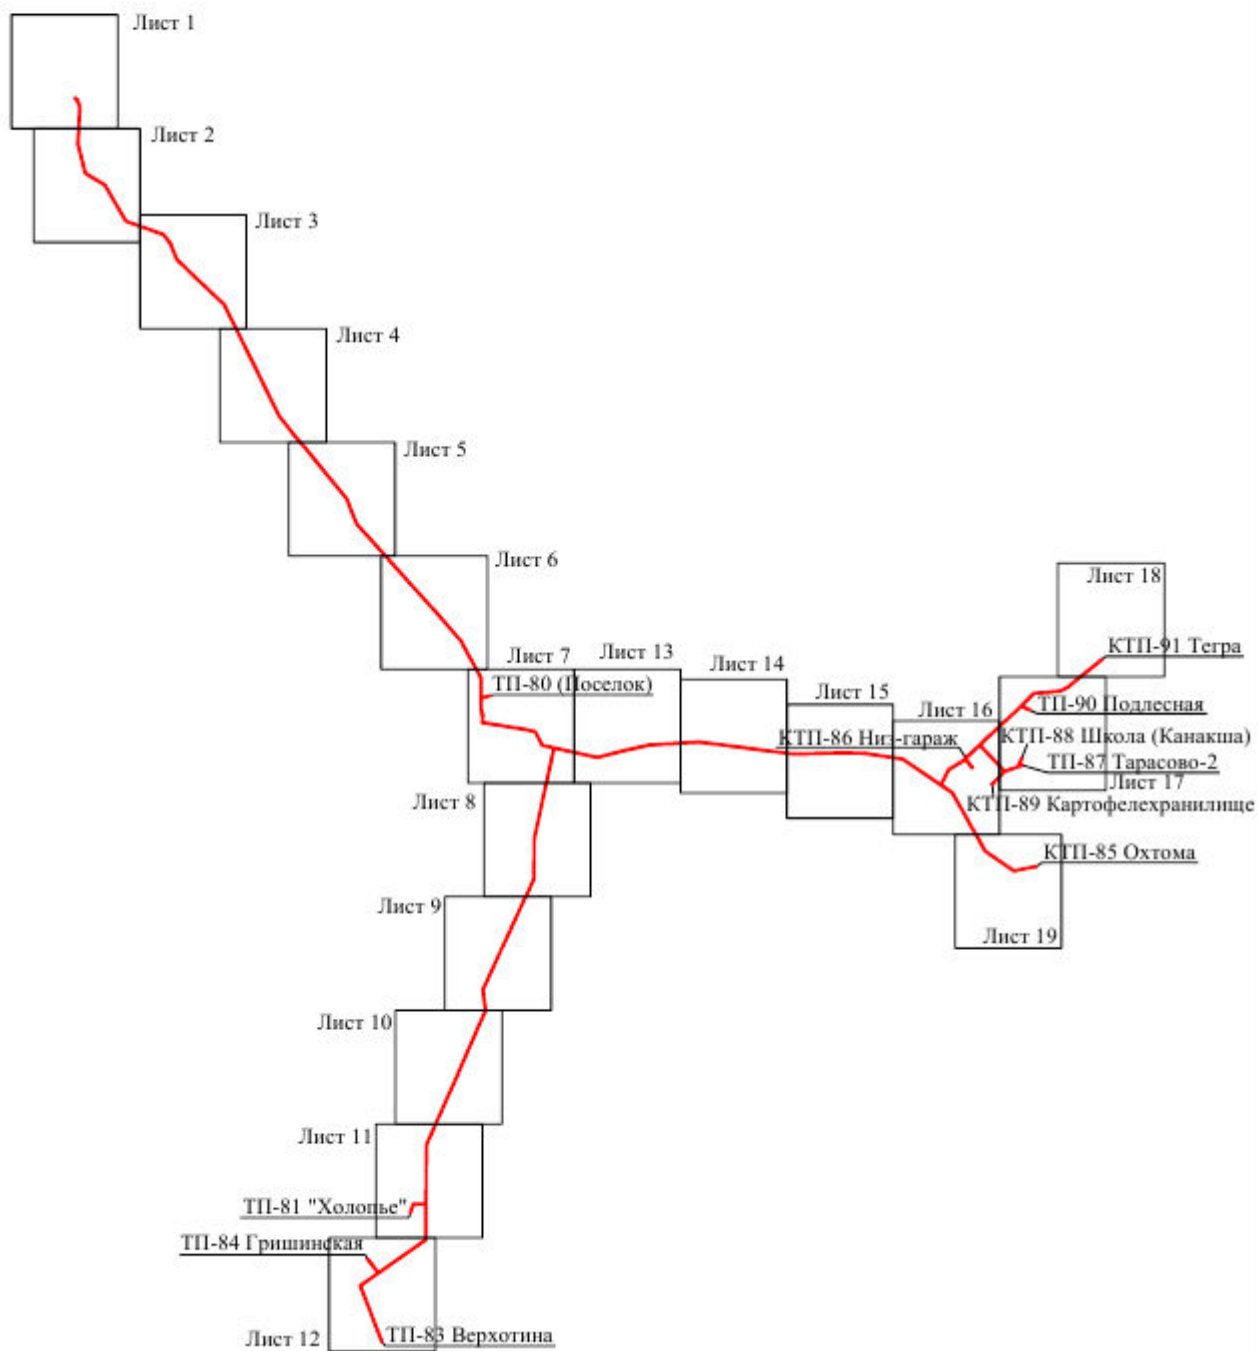 Лист 1
Лист 2
Лист 3
Лист 4
Лист 5
Лист 6
Лист 18
КТП-91 Тегра
Лист 7
Лист 13
Лист 14
ТП-80 (Поселок)
Лист 15
ТП-90 Подлесная
Лист 16
КТП-86 Низ-гараж
КТП-88 Школа (Канакша)
ТП-87 Тарасово-2
Лист 17
Лист 8
КТП-89 Картофелехранилище
КТП-85 Охтома
Лист 9
Лист 19
Лист 10
Лист 11
ТП-81 "Холопье"
ТП-84 Гришинская
ТП-83 Верхотина
Лист 12